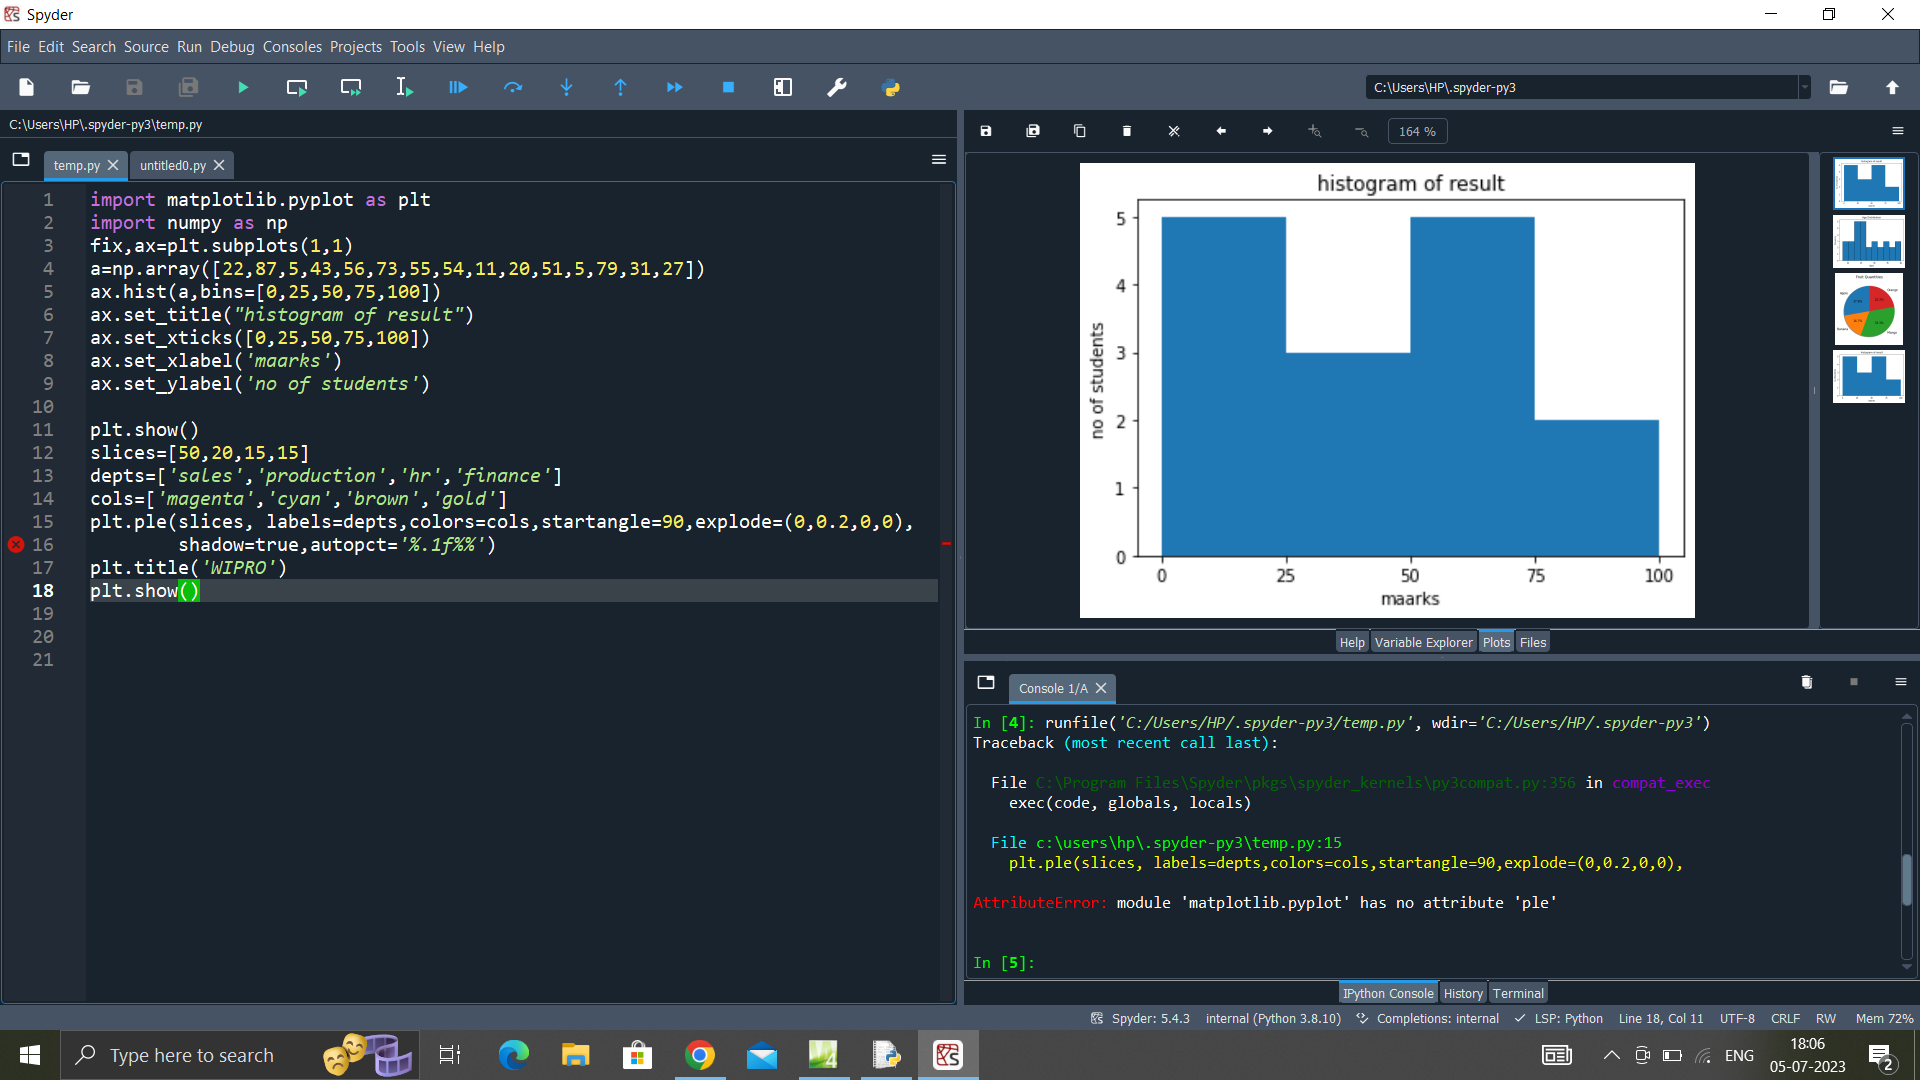 Spyder
File Edit Search Source Run Debug Consoles Projects Tools View Help
C:\Users\HP\.spyder-py3
C:\Users\HP\.spyder-py3\temp.py
temp.py
untitled0.py
1 import matplotlib.pyplot as plt
2 import numpy as np
3 fix,ax=plt.subplots(1,1)
4 a=np.array([22,87,5,43,56,73,55,54,11,20,51,5,79,31,27])
5 ax.hist(a,bins=[0,25,50,75,100])
6 ax.set_title("histogram of result")
7 ax.set_xticks([0,25,50,75,100])
8 ax.set_xlabel('maarks')
9 ax.set_ylabel('no of students')
10
11 plt.show()
12 slices=[50,20,15,15]
13 depts=['sales','production','hr','finance']
14 cols=['magenta','cyan','brown','gold']
15 plt.ple(slices, labels=depts,colors=cols,startangle=90,explode=(0,0.2,0,0),
16 shadow=true,autopct='%.1f%%')
17 plt.title('WIPRO')
18 plt.show()
19
20
21
164 %
histogram of result
5
4
3
2
1
0
no of students
0 25 50 75 100
maarks
Help Variable Explorer Plots Files
Console 1/A
In [4]: runfile('C:/Users/HP/.spyder-py3/temp.py', wdir='C:/Users/HP/.spyder-py3')
Traceback (most recent call last):
File C:\Program Files\Spyder\pkgs\spyder_kernels\py3compat.py:356 in compat_exec
exec(code, globals, locals)
File c:\users\hp\.spyder-py3\temp.py:15
plt.ple(slices, labels=depts,colors=cols,startangle=90,explode=(0,0.2,0,0),
AttributeError: module 'matplotlib.pyplot' has no attribute 'ple'
In [5]:
IPython Console History Terminal
Spyder: 5.4.3 internal (Python 3.8.10) Completions: internal LSP: Python Line 18, Col 11 UTF-8 CRLF RW Mem 72%
Type here to search
ENG
18:06
05-07-2023
2